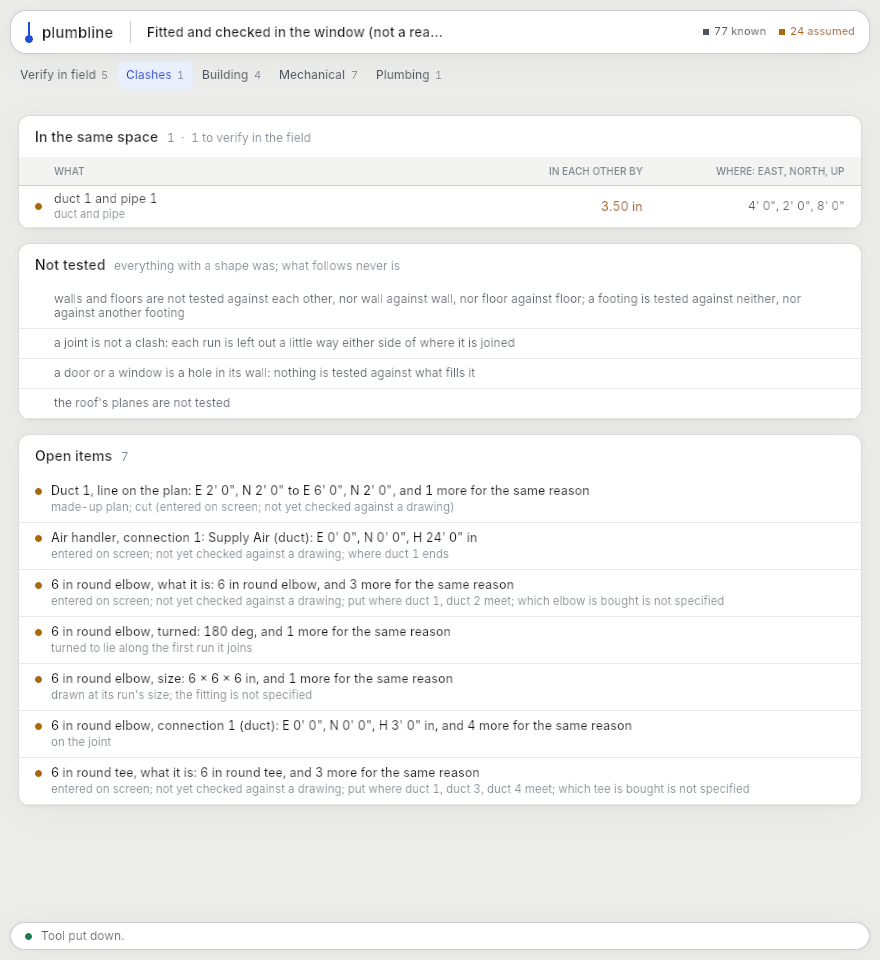 plumbline
Fitted and checked in the window (not a rea...
77 known
24 assumed
Verify in field 5
Clashes 1
Building 4
Mechanical 7
Plumbing 1
In the same space 1 · 1 to verify in the field
WHAT
IN EACH OTHER BY
WHERE: EAST, NORTH, UP
duct 1 and pipe 1
duct and pipe
3.50 in
4' 0", 2' 0", 8' 0"
Not tested everything with a shape was; what follows never is
walls and floors are not tested against each other, nor wall against wall, nor floor against floor; a footing is tested against neither, nor
against another footing
a joint is not a clash: each run is left out a little way either side of where it is joined
a door or a window is a hole in its wall: nothing is tested against what fills it
the roof's planes are not tested
Open items 7
Duct 1, line on the plan: E 2' 0", N 2' 0" to E 6' 0", N 2' 0", and 1 more for the same reason
made-up plan; cut (entered on screen; not yet checked against a drawing)
Air handler, connection 1: Supply Air (duct): E 0' 0", N 0' 0", H 24' 0" in
entered on screen; not yet checked against a drawing; where duct 1 ends
6 in round elbow, what it is: 6 in round elbow, and 3 more for the same reason
entered on screen; not yet checked against a drawing; put where duct 1, duct 2 meet; which elbow is bought is not specified
6 in round elbow, turned: 180 deg, and 1 more for the same reason
turned to lie along the first run it joins
6 in round elbow, size: 6 × 6 × 6 in, and 1 more for the same reason
drawn at its run's size; the fitting is not specified
6 in round elbow, connection 1 (duct): E 0' 0", N 0' 0", H 3' 0" in, and 4 more for the same reason
on the joint
6 in round tee, what it is: 6 in round tee, and 3 more for the same reason
entered on screen; not yet checked against a drawing; put where duct 1, duct 3, duct 4 meet; which tee is bought is not specified
Tool put down.